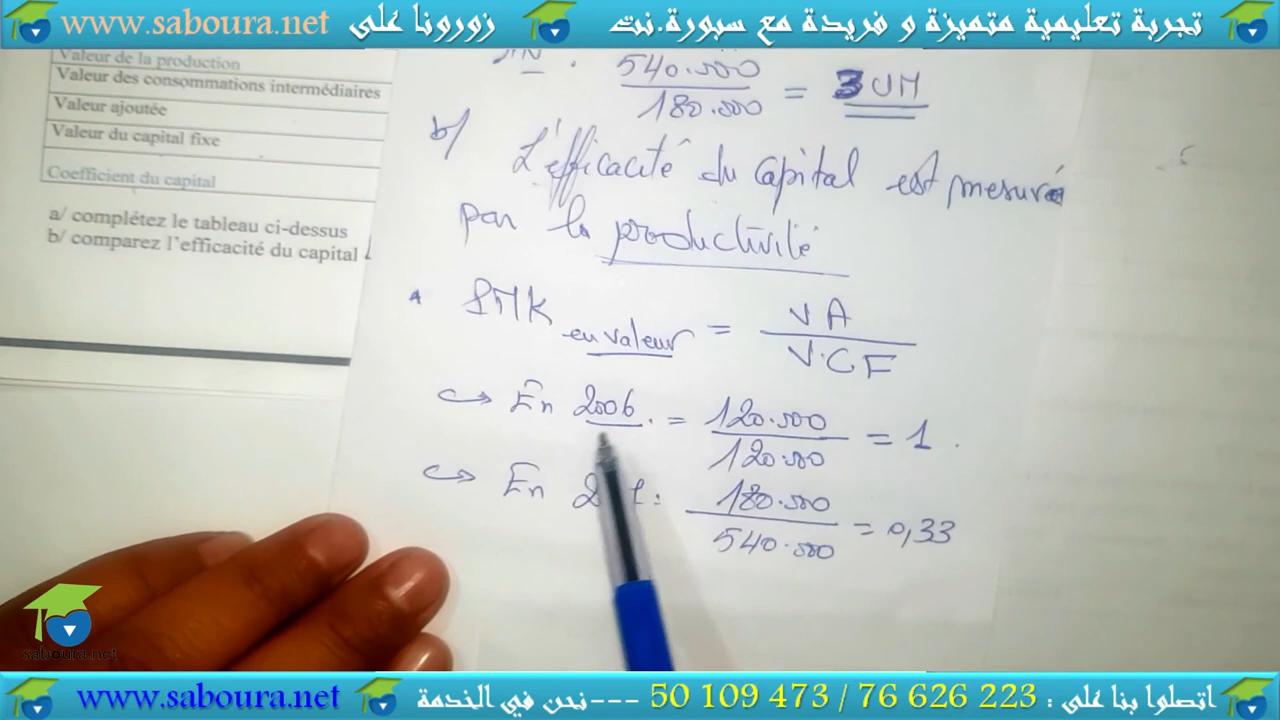 تجربة تعليمية متميزة و فريدة مع سبورة.نت زورونا على www.saboura.net
Valeur de la production
Valeur des consommations intermédiaires
Valeur ajoutée
Valeur du capital fixe
Coefficient du capital
a/ complétez le tableau ci-dessus
b/ comparez l'efficacité du capital
540.000
180.000
= 3 UM
b/ L'efficacité du capital est mesuré
par la productivité
PMK en valeur = VA
V.CF
↪ En 2006 = 120.000
120.000
= 1
↪ En 180.000
540.000
= 0,33
saboura.net
اتصلوا بنا على : 50 109 473 / 76 626 223 ---نحن في الخدمة www.saboura.net